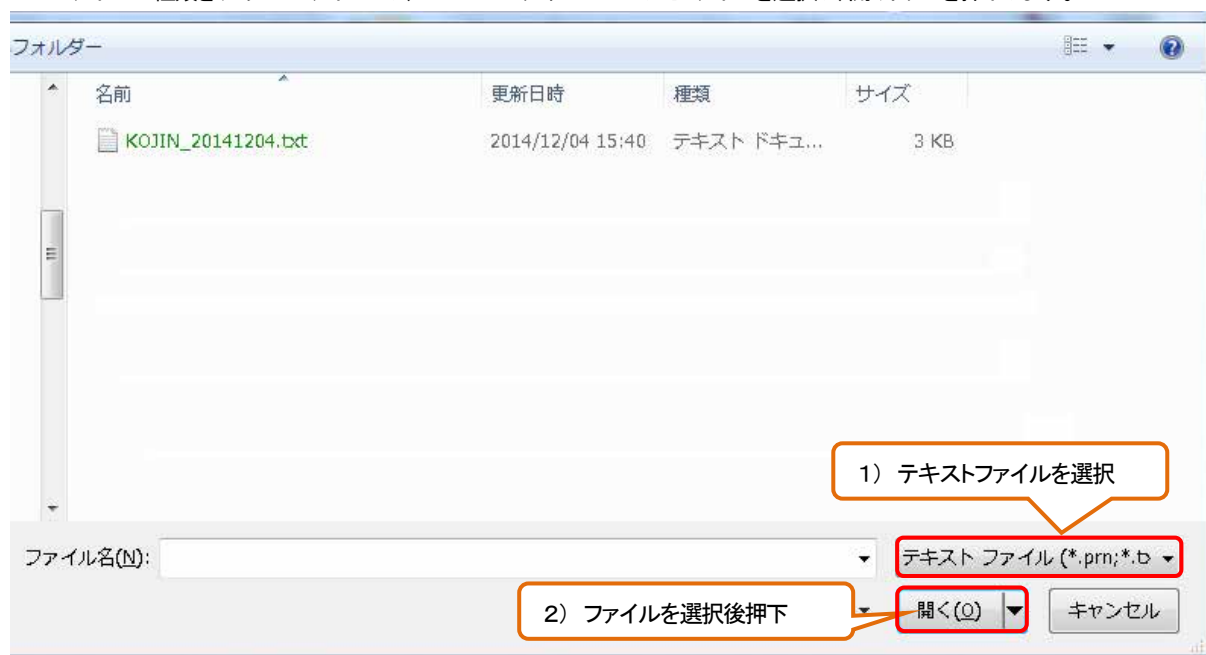 フォルダー
名前 更新日時 種類 サイズ
KOJIN_20141204.txt 2014/12/04 15:40 テキスト ドキュ... 3 KB
1) テキストファイルを選択
ファイル名(N): テキスト ファイル (*.prn;*.t
2) ファイルを選択後押下 開く(O) キャンセル